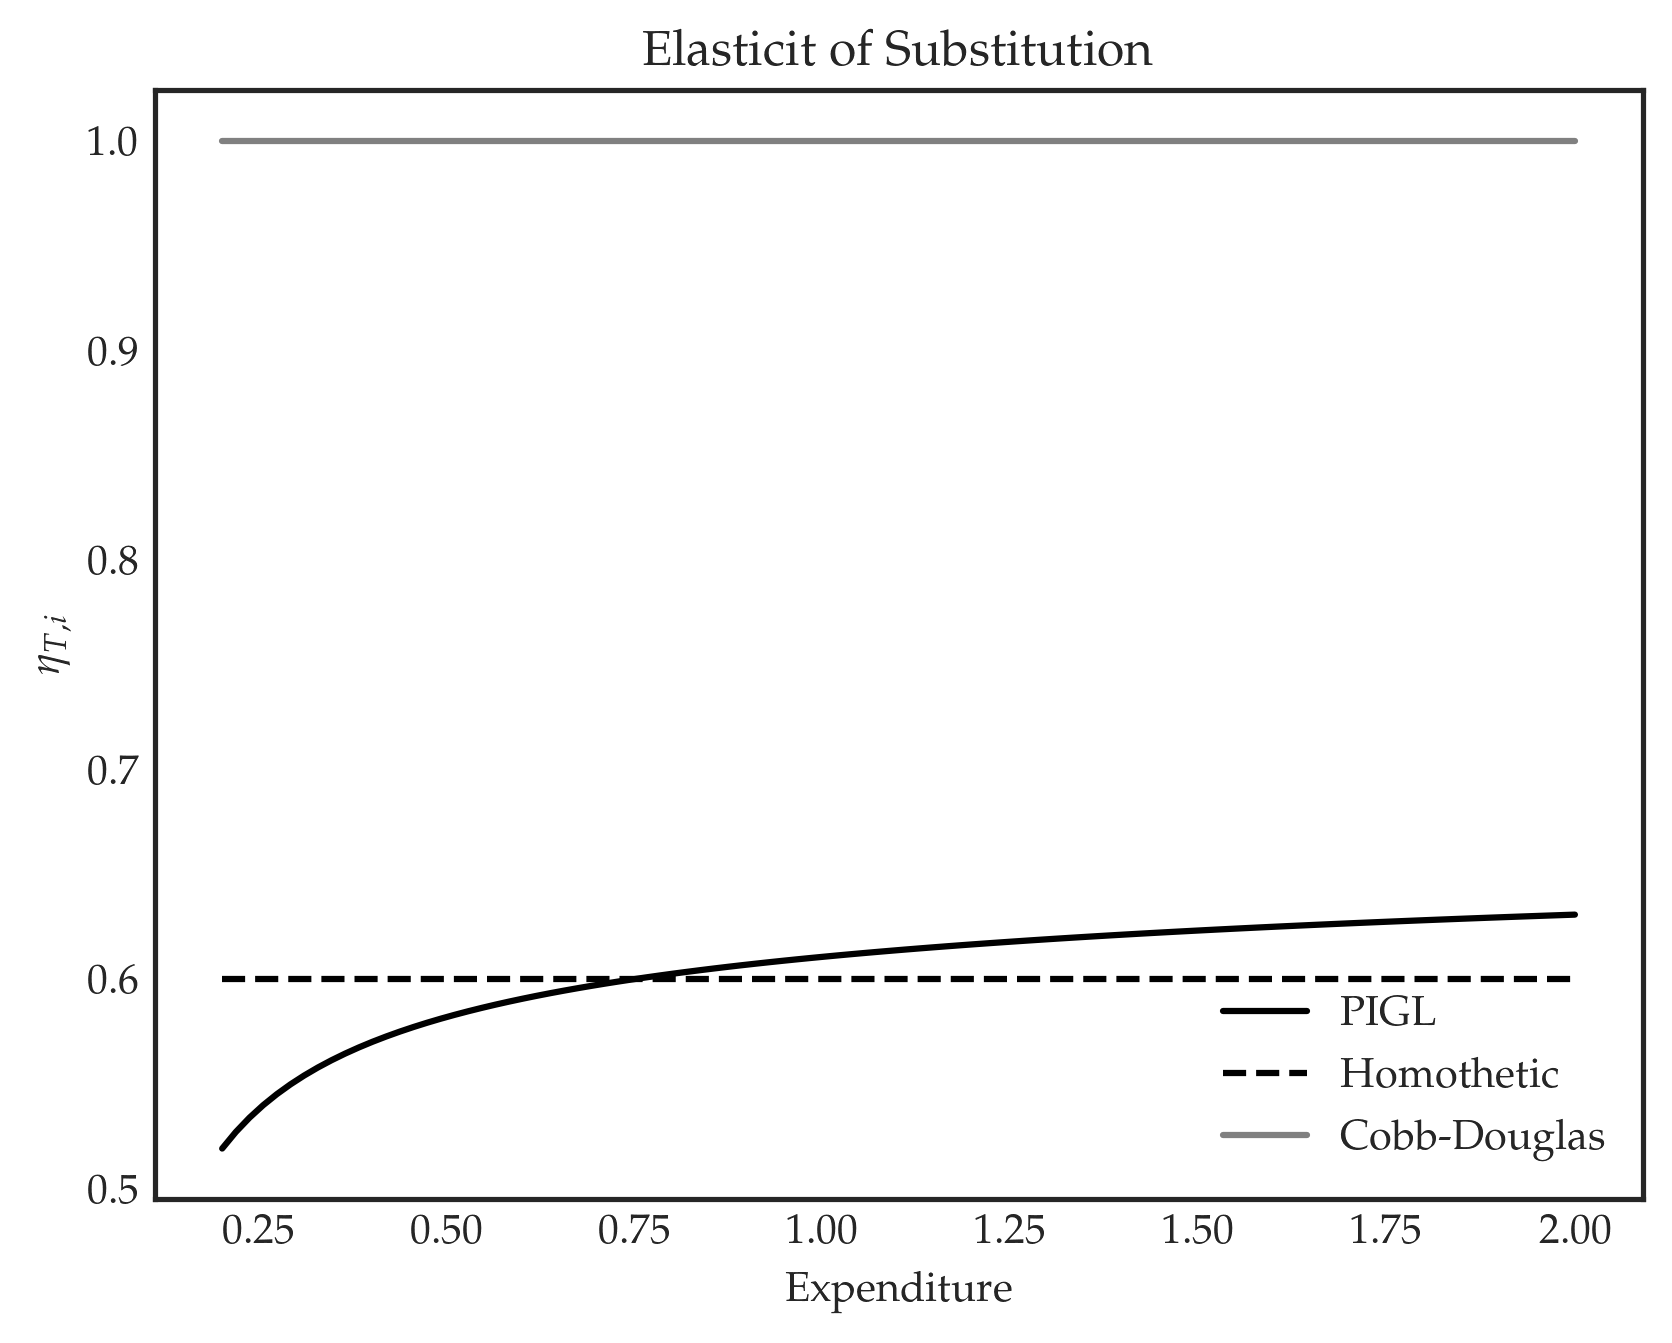 Elasticit of Substitution
1.0
0.9
0.8
0.7
0.6
0.5
η_{T,i}
0.25 0.50 0.75 1.00 1.25 1.50 1.75 2.00
Expenditure
PIGL
Homothetic
Cobb-Douglas